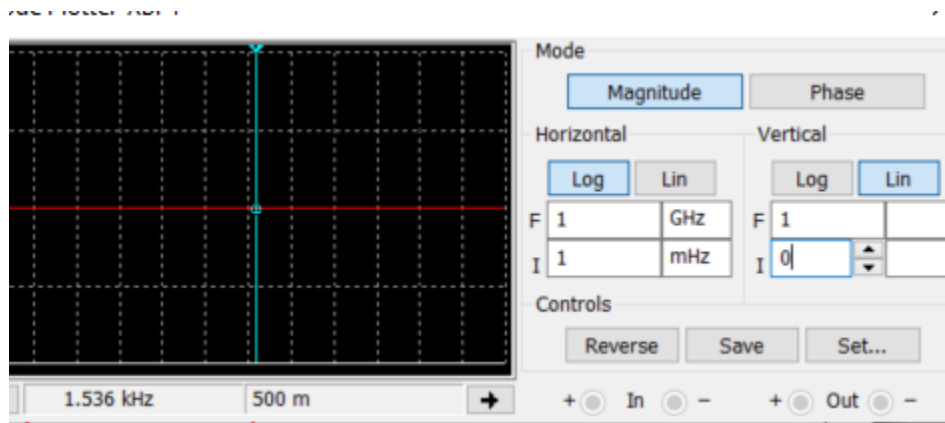 Mode
Magnitude Phase
Horizontal Vertical
Log Lin Log Lin
F 1 GHz F 1
I 1 mHz I 0
Controls
Reverse Save Set...
1.536 kHz 500 m + In - + Out -